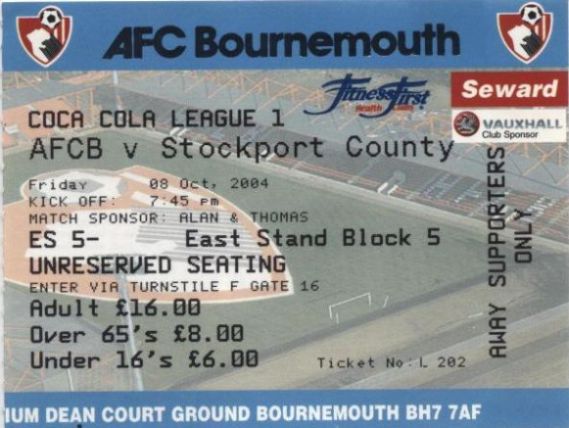 AFC Bournemouth
Fitness First
Health Clubs
Seward
VAUXHALL
Club Sponsor
COCA COLA LEAGUE 1
AFCB v Stockport County
Friday 08 Oct, 2004
KICK OFF: 7:45 pm
MATCH SPONSOR: ALAN & THOMAS
ES 5- East Stand Block 5
UNRESERVED SEATING
ENTER VIA TURNSTILE F GATE 16
Adult £16.00
Over 65's £8.00
Under 16's £6.00
Ticket No: L 202
AWAY SUPPORTERS
ONLY
IUM DEAN COURT GROUND BOURNEMOUTH BH7 7AF